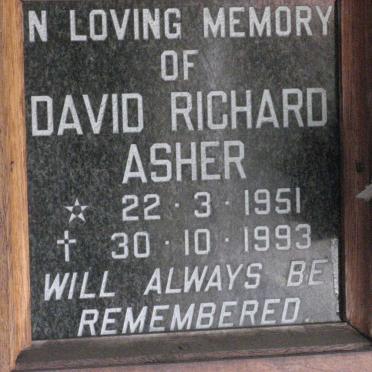 N LOVING MEMORY
OF
DAVID RICHARD
ASHER
☆ 22 · 3 · 1951
† 30 · 10 · 1993
WILL ALWAYS BE
REMEMBERED.